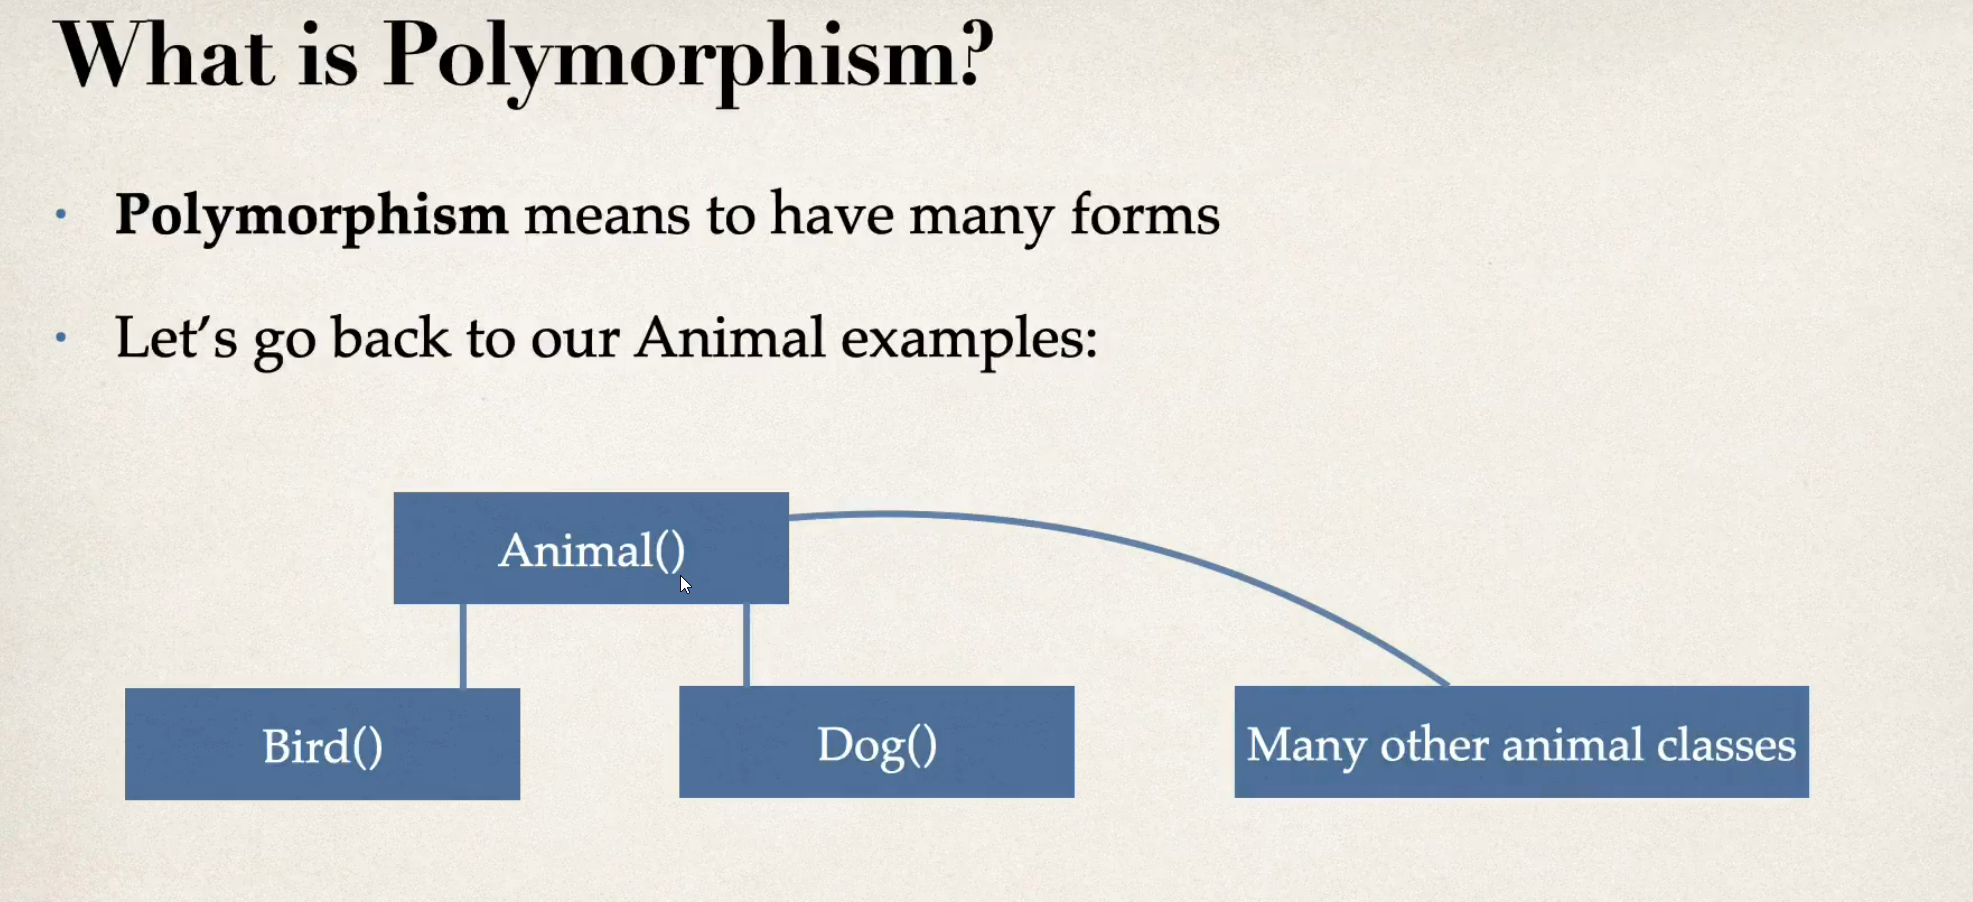 What is Polymorphism?
Polymorphism means to have many forms
Let’s go back to our Animal examples:
Animal()
Bird()
Dog()
Many other animal classes